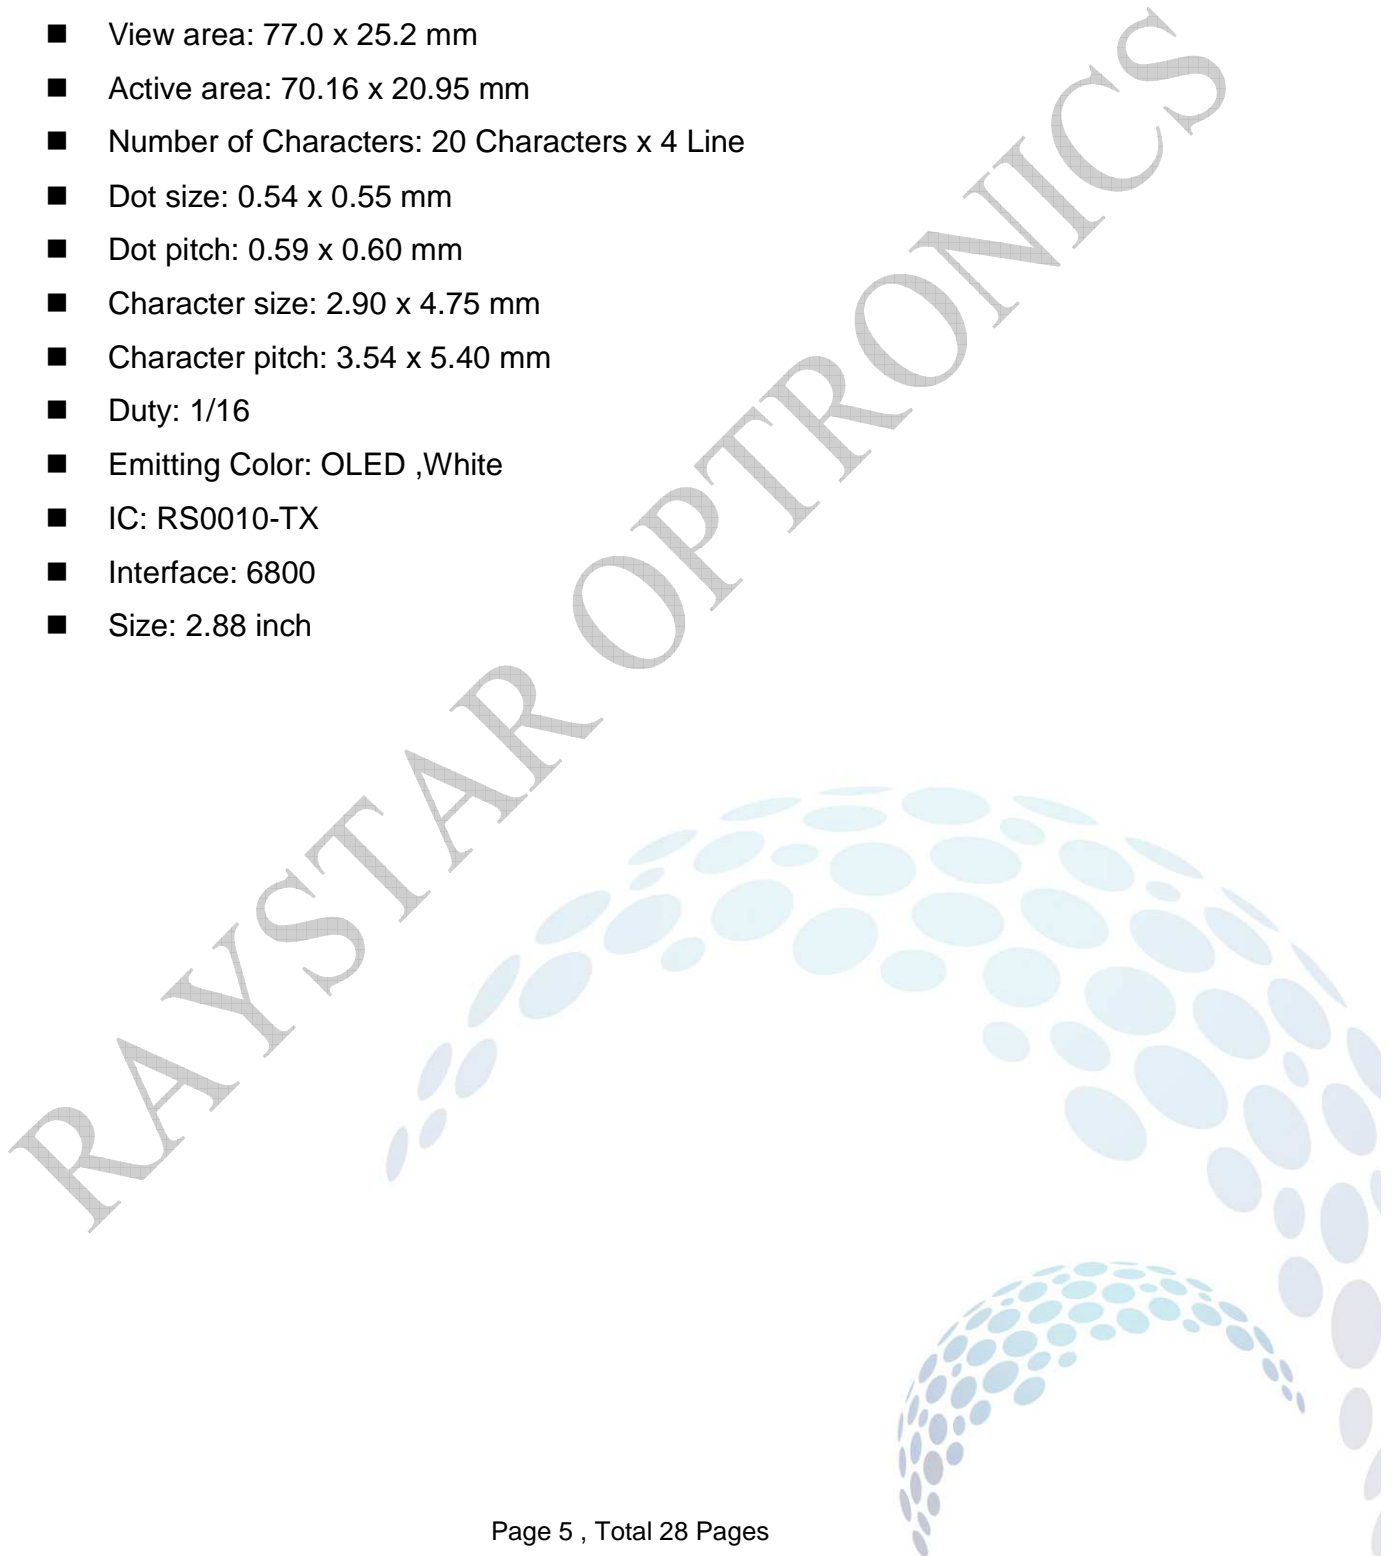 ■ View area: 77.0 x 25.2 mm
■ Active area: 70.16 x 20.95 mm
■ Number of Characters: 20 Characters x 4 Line
■ Dot size: 0.54 x 0.55 mm
■ Dot pitch: 0.59 x 0.60 mm
■ Character size: 2.90 x 4.75 mm
■ Character pitch: 3.54 x 5.40 mm
■ Duty: 1/16
■ Emitting Color: OLED ,White
■ IC: RS0010-TX
■ Interface: 6800
■ Size: 2.88 inch
RAYSTAR OPTRONICS
Page 5 , Total 28 Pages